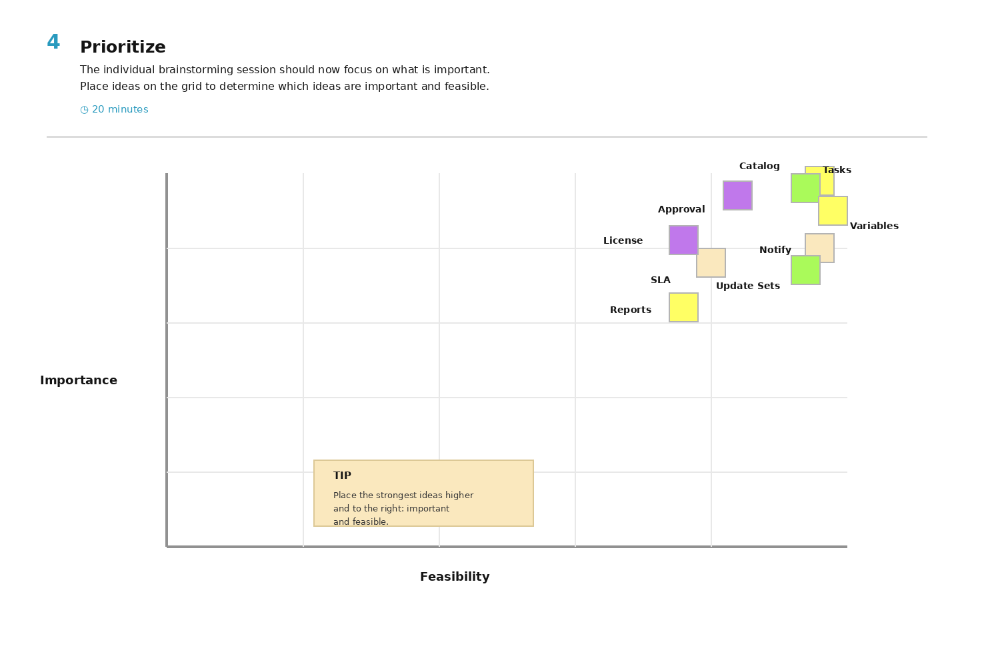 4
Prioritize
The individual brainstorming session should now focus on what is important.
Place ideas on the grid to determine which ideas are important and feasible.
◷ 20 minutes
Catalog
Tasks
Approval
Variables
License
Notify
SLA
Update Sets
Reports
Importance
TIP
Place the strongest ideas higher
and to the right: important
and feasible.
Feasibility